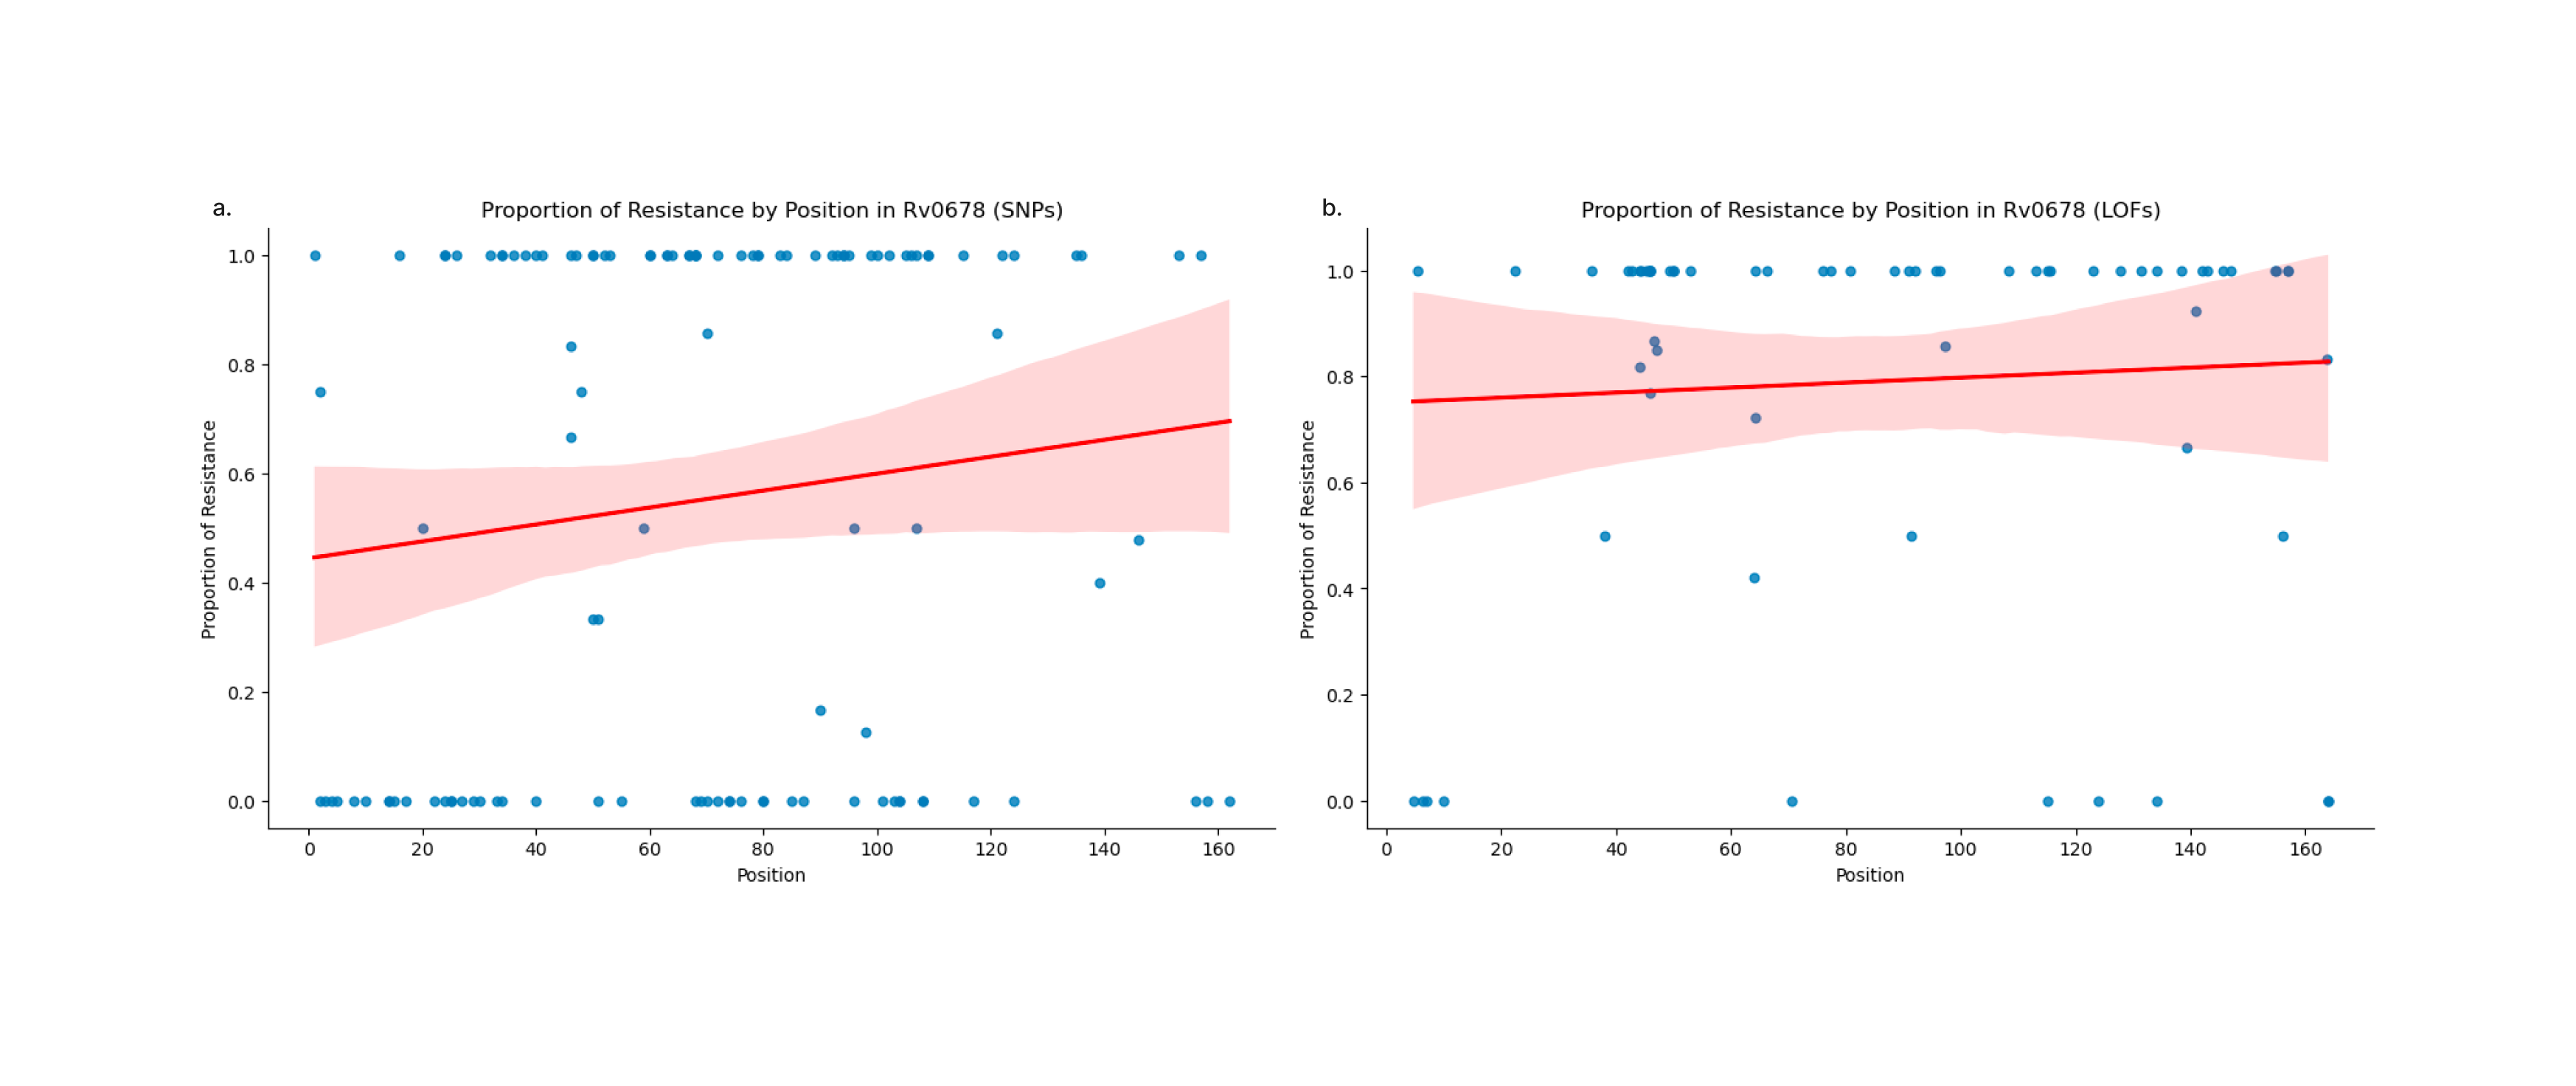 a.
Proportion of Resistance by Position in Rv0678 (SNPs)
Proportion of Resistance
1.0
0.8
0.6
0.4
0.2
0.0
0 20 40 60 80 100 120 140 160
Position
b.
Proportion of Resistance by Position in Rv0678 (LOFs)
Proportion of Resistance
1.0
0.8
0.6
0.4
0.2
0.0
0 20 40 60 80 100 120 140 160
Position